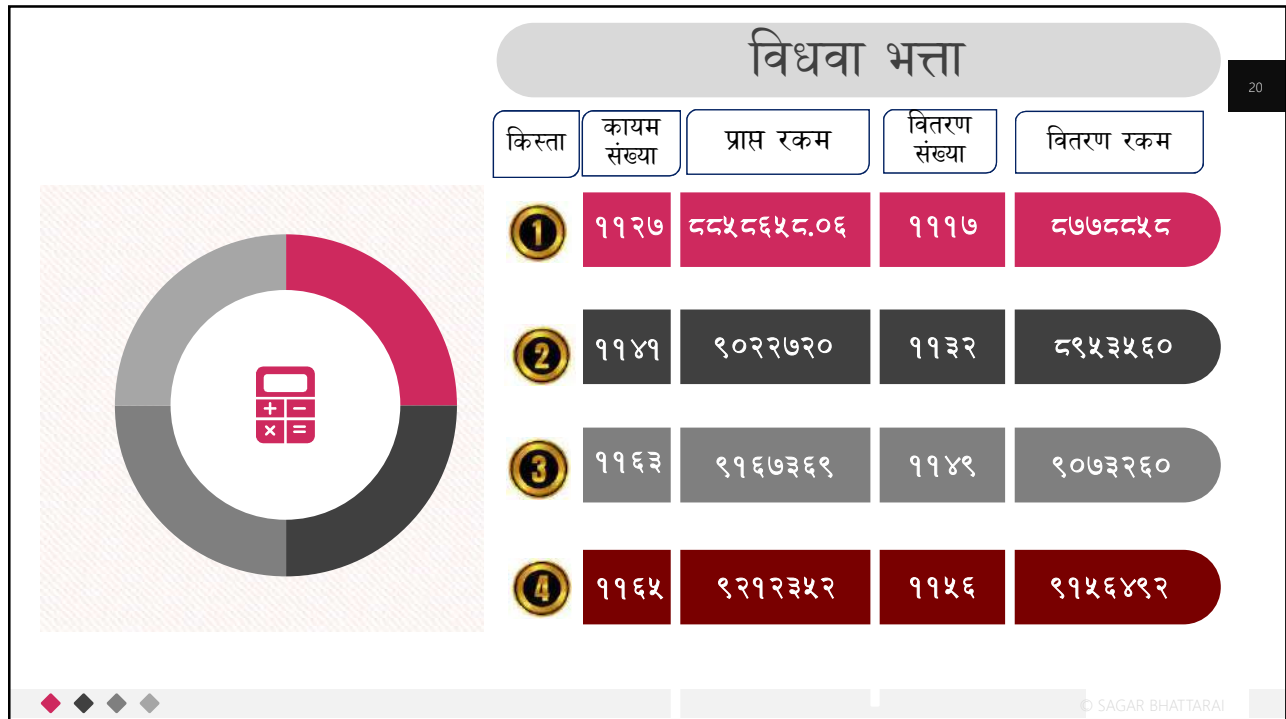 विधवा भत्ता
20
किस्ता
कायम
संख्या
प्राप्त रकम
वितरण
संख्या
वितरण रकम
1 ११२७ ८८५८६५८.०६ १११७ ८७७८८५८
2 ११४१ ९०२२७२० ११३२ ८९५३५६०
3 ११६३ ९१६७३६९ ११४९ ९०७३२६०
4 ११६५ ९२१२३५२ ११५६ ९१५६४९२
© SAGAR BHATTARAI